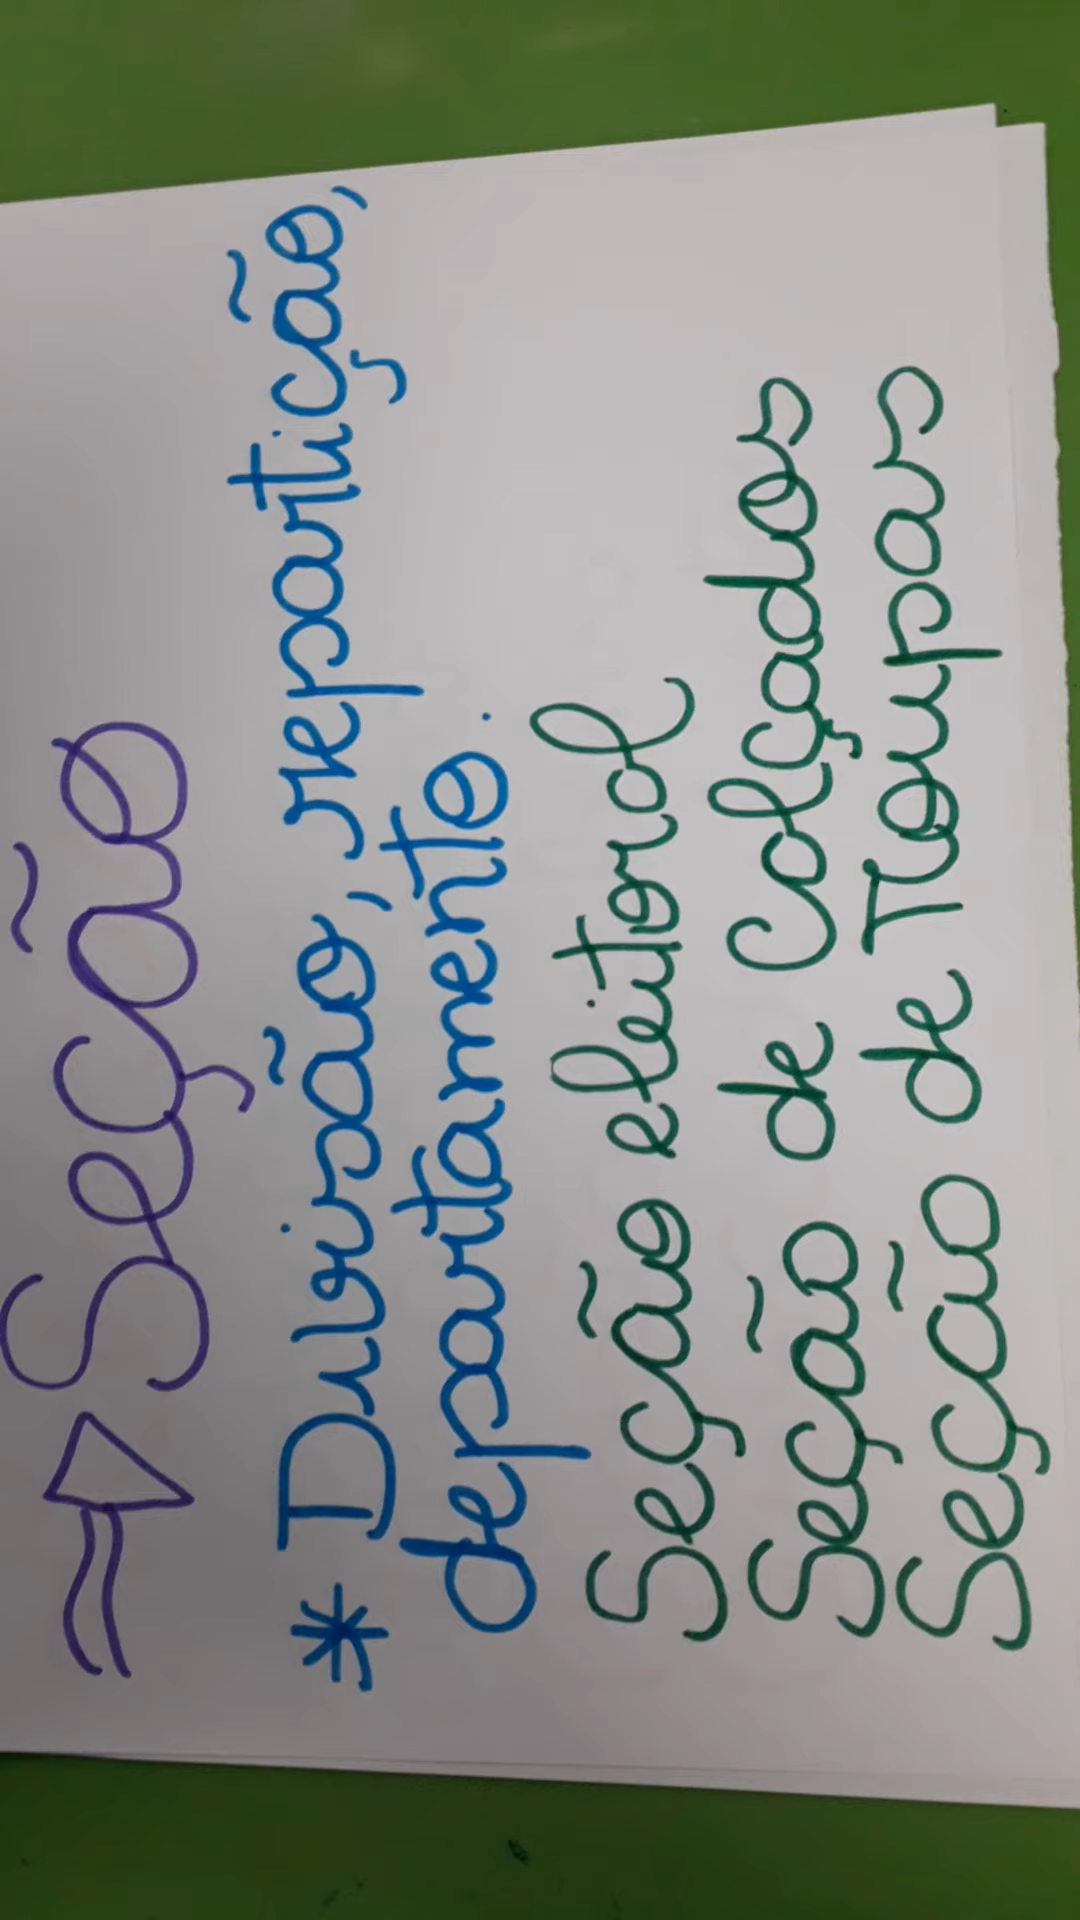 ⇒ Seção
* Divisão, repartição,
departamento.
Seção eleitoral
Seção de Calçados
Seção de Roupas